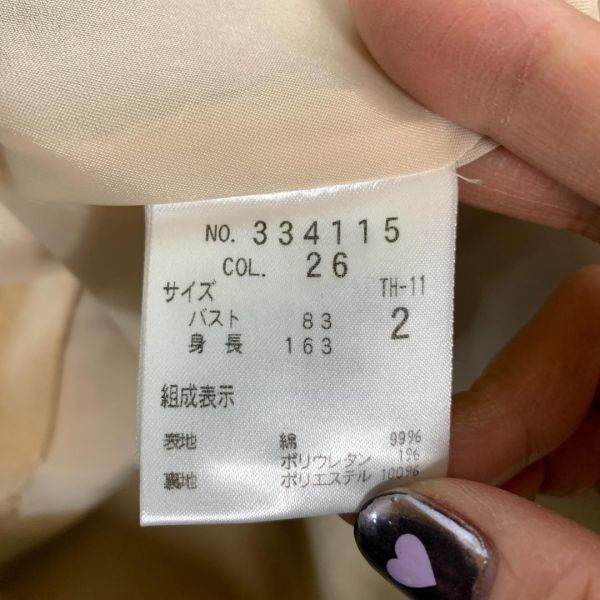 NO. 334115
COL. 26
サイズ TH-11
バスト 83 2
身長 163
組成表示
表地 綿 99%
ポリウレタン 1%
裏地 ポリエステル 100%